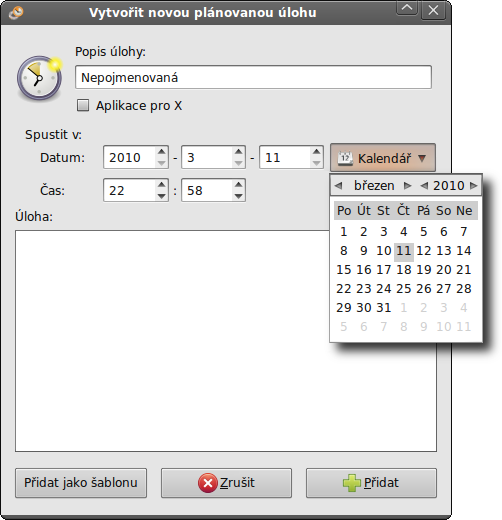 Vytvořit novou plánovanou úlohu
Popis úlohy:
Nepojmenovaná
Aplikace pro X
Spustit v:
Datum: 2010 - 3 - 11 Kalendář
Čas: 22 : 58
březen 2010
Po Út St Čt Pá So Ne
1 2 3 4 5 6 7
8 9 10 11 12 13 14
15 16 17 18 19 20 21
22 23 24 25 26 27 28
29 30 31 1 2 3 4
5 6 7 8 9 10 11
Úloha:
Přidat jako šablonu Zrušit Přidat